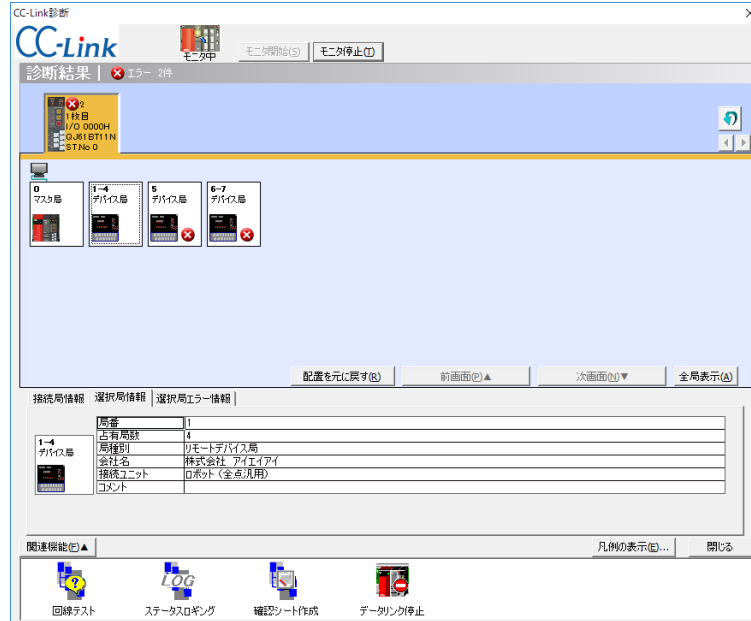 CC-Link診断
CC-Link
モニタ中
モニタ開始(S)
モニタ停止(T)
診断結果 | エラー 2件
2
1枚目
I/O 0000H
QJ61BT11N
ST.No 0
0
マスタ局
1-4
デバイス局
5
デバイス局
6-7
デバイス局
配置を元に戻す(R)
前画面(P)▲
次画面(N)▼
全局表示(A)
接続局情報 選択局情報 選択局エラー情報
1-4
デバイス局
局番 1
占有局数 4
局種別 リモートデバイス局
会社名 株式会社 アイエイアイ
接続ユニット ロボット(全点汎用)
コメント
関連機能(F)▲
凡例の表示(E)...
閉じる
回線テスト
LOG
ステータスロギング
確認シート作成
データリンク停止